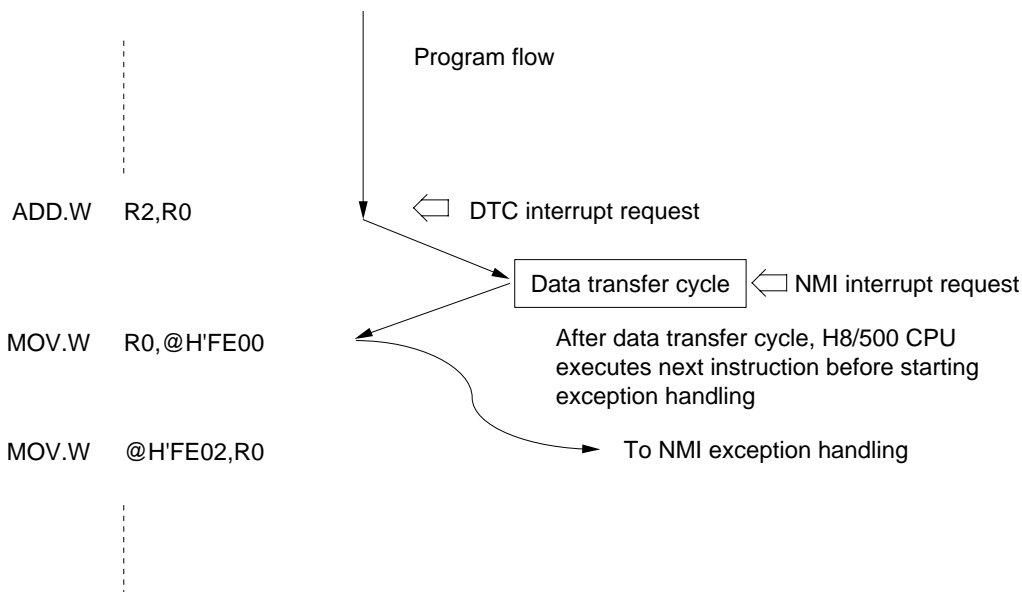 Program flow
ADD.W R2,R0
DTC interrupt request
Data transfer cycle
NMI interrupt request
MOV.W R0,@H'FE00
After data transfer cycle, H8/500 CPU
executes next instruction before starting
exception handling
MOV.W @H'FE02,R0
To NMI exception handling